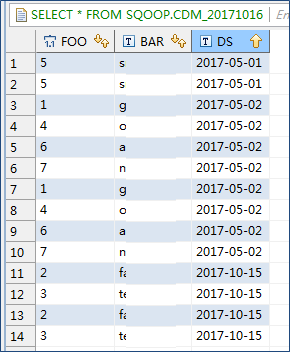 SELECT * FROM SQOOP.CDM_20171016
FOO BAR DS
1 5 s 2017-05-01
2 5 s 2017-05-01
3 1 g 2017-05-02
4 4 o 2017-05-02
5 6 a 2017-05-02
6 7 n 2017-05-02
7 1 g 2017-05-02
8 4 o 2017-05-02
9 6 a 2017-05-02
10 7 n 2017-05-02
11 2 fa 2017-10-15
12 3 te 2017-10-15
13 2 fa 2017-10-15
14 3 te 2017-10-15